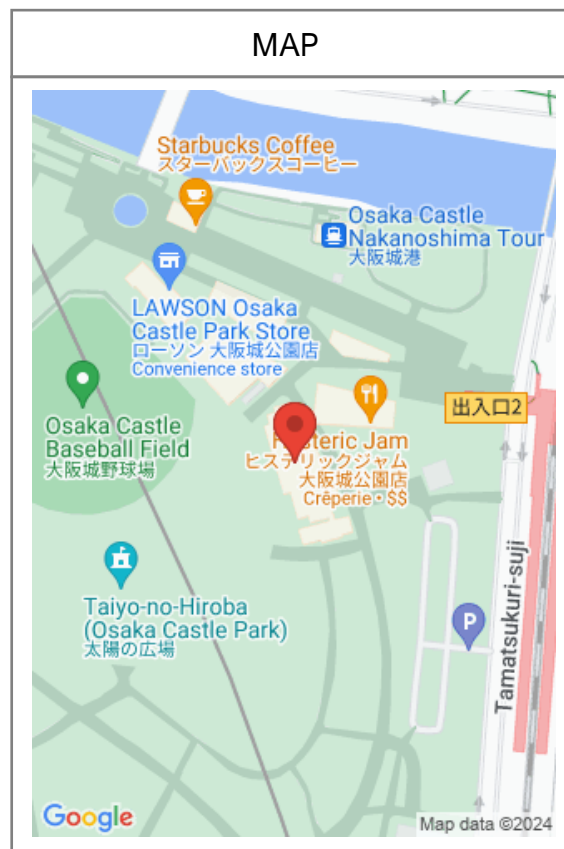 MAP
Starbucks Coffee
スターバックスコーヒー
Osaka Castle
Nakanoshima Tour
大阪城港
LAWSON Osaka
Castle Park Store
ローソン 大阪城公園店
Convenience store
出入口2
Osaka Castle
Baseball Field
大阪城野球場
Jam
ヒステリックジャム
大阪城公園店
Crêperie・$$
Taiyo-no-Hiroba
(Osaka Castle Park)
太陽の広場
P
Tamatsukuri-suji
Google
Map data ©2024